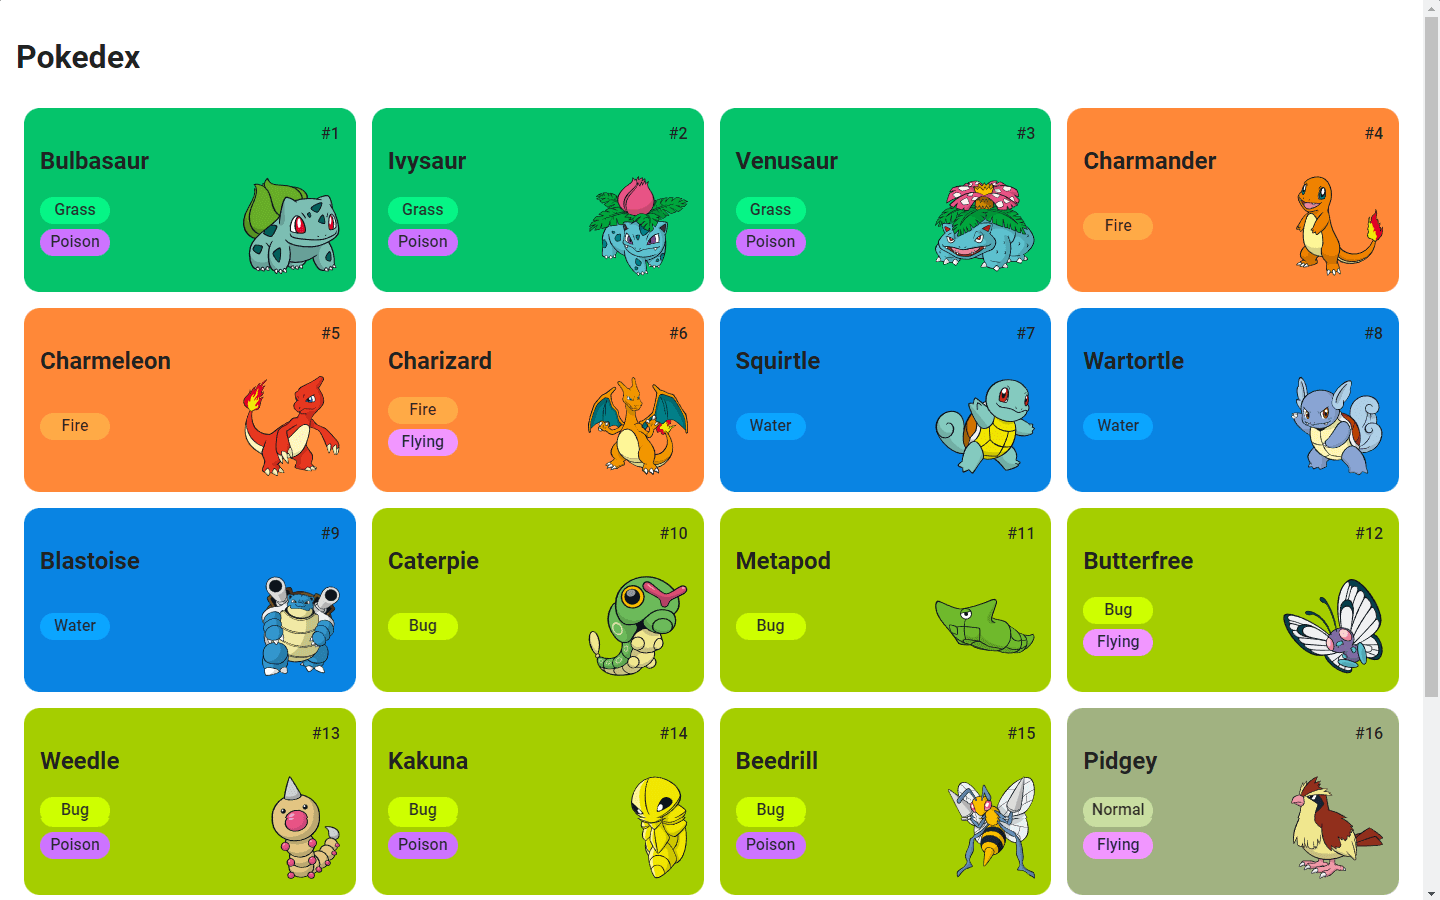 Pokedex
#1
Bulbasaur
Grass
Poison
#2
Ivysaur
Grass
Poison
#3
Venusaur
Grass
Poison
#4
Charmander
Fire
#5
Charmeleon
Fire
#6
Charizard
Fire
Flying
#7
Squirtle
Water
#8
Wartortle
Water
#9
Blastoise
Water
#10
Caterpie
Bug
#11
Metapod
Bug
#12
Butterfree
Bug
Flying
#13
Weedle
Bug
Poison
#14
Kakuna
Bug
Poison
#15
Beedrill
Bug
Poison
#16
Pidgey
Normal
Flying